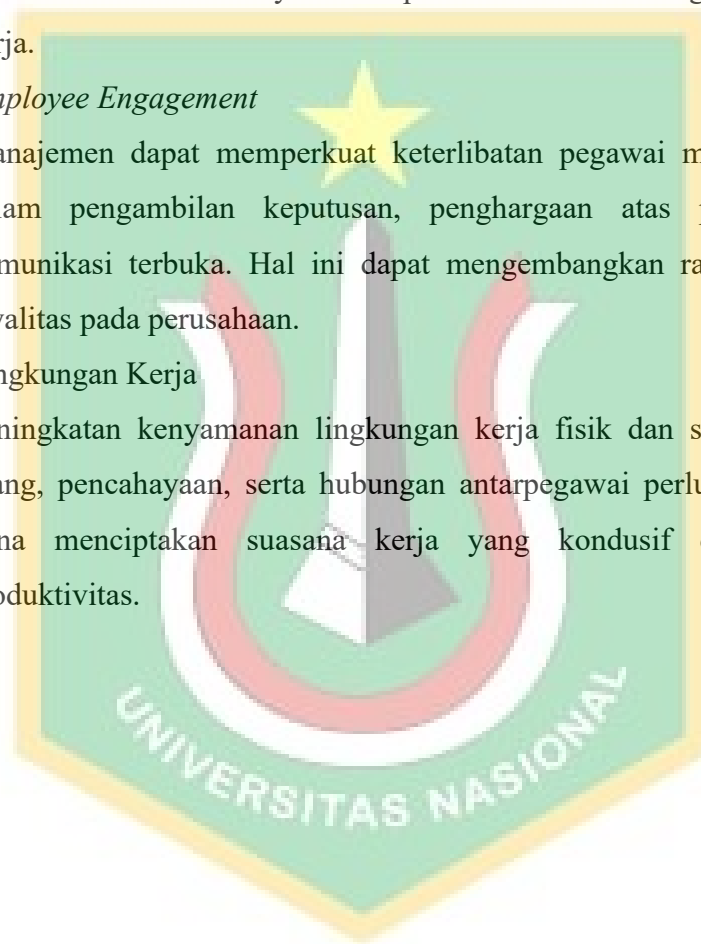 rja.
mployee Engagement
anajemen dapat memperkuat keterlibatan pegawai m
lam pengambilan keputusan, penghargaan atas p
munikasi terbuka. Hal ini dapat mengembangkan ra
yalitas pada perusahaan.
ngkungan Kerja
ningkatan kenyamanan lingkungan kerja fisik dan s
ang, pencahayaan, serta hubungan antarpegawai perlu
na menciptakan suasana kerja yang kondusif
oduktivitas.
UNIVERSITAS NASIONAL